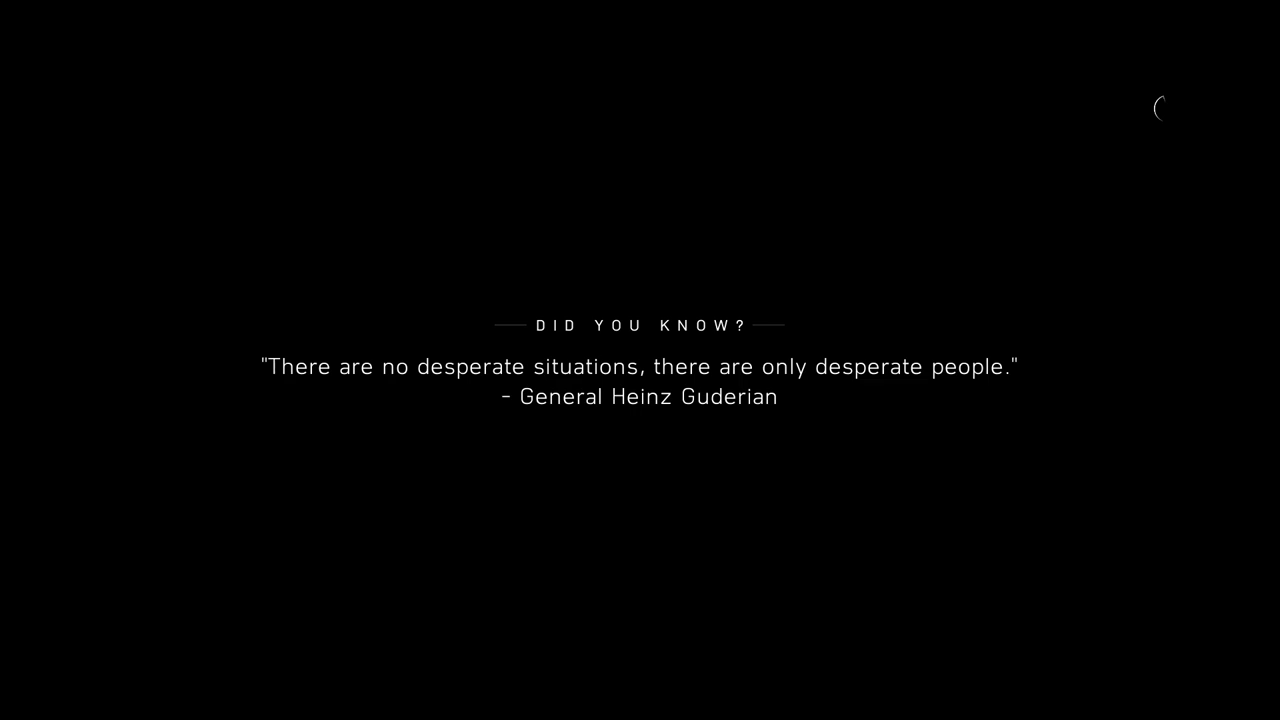 DID YOU KNOW?
"There are no desperate situations, there are only desperate people."
- General Heinz Guderian